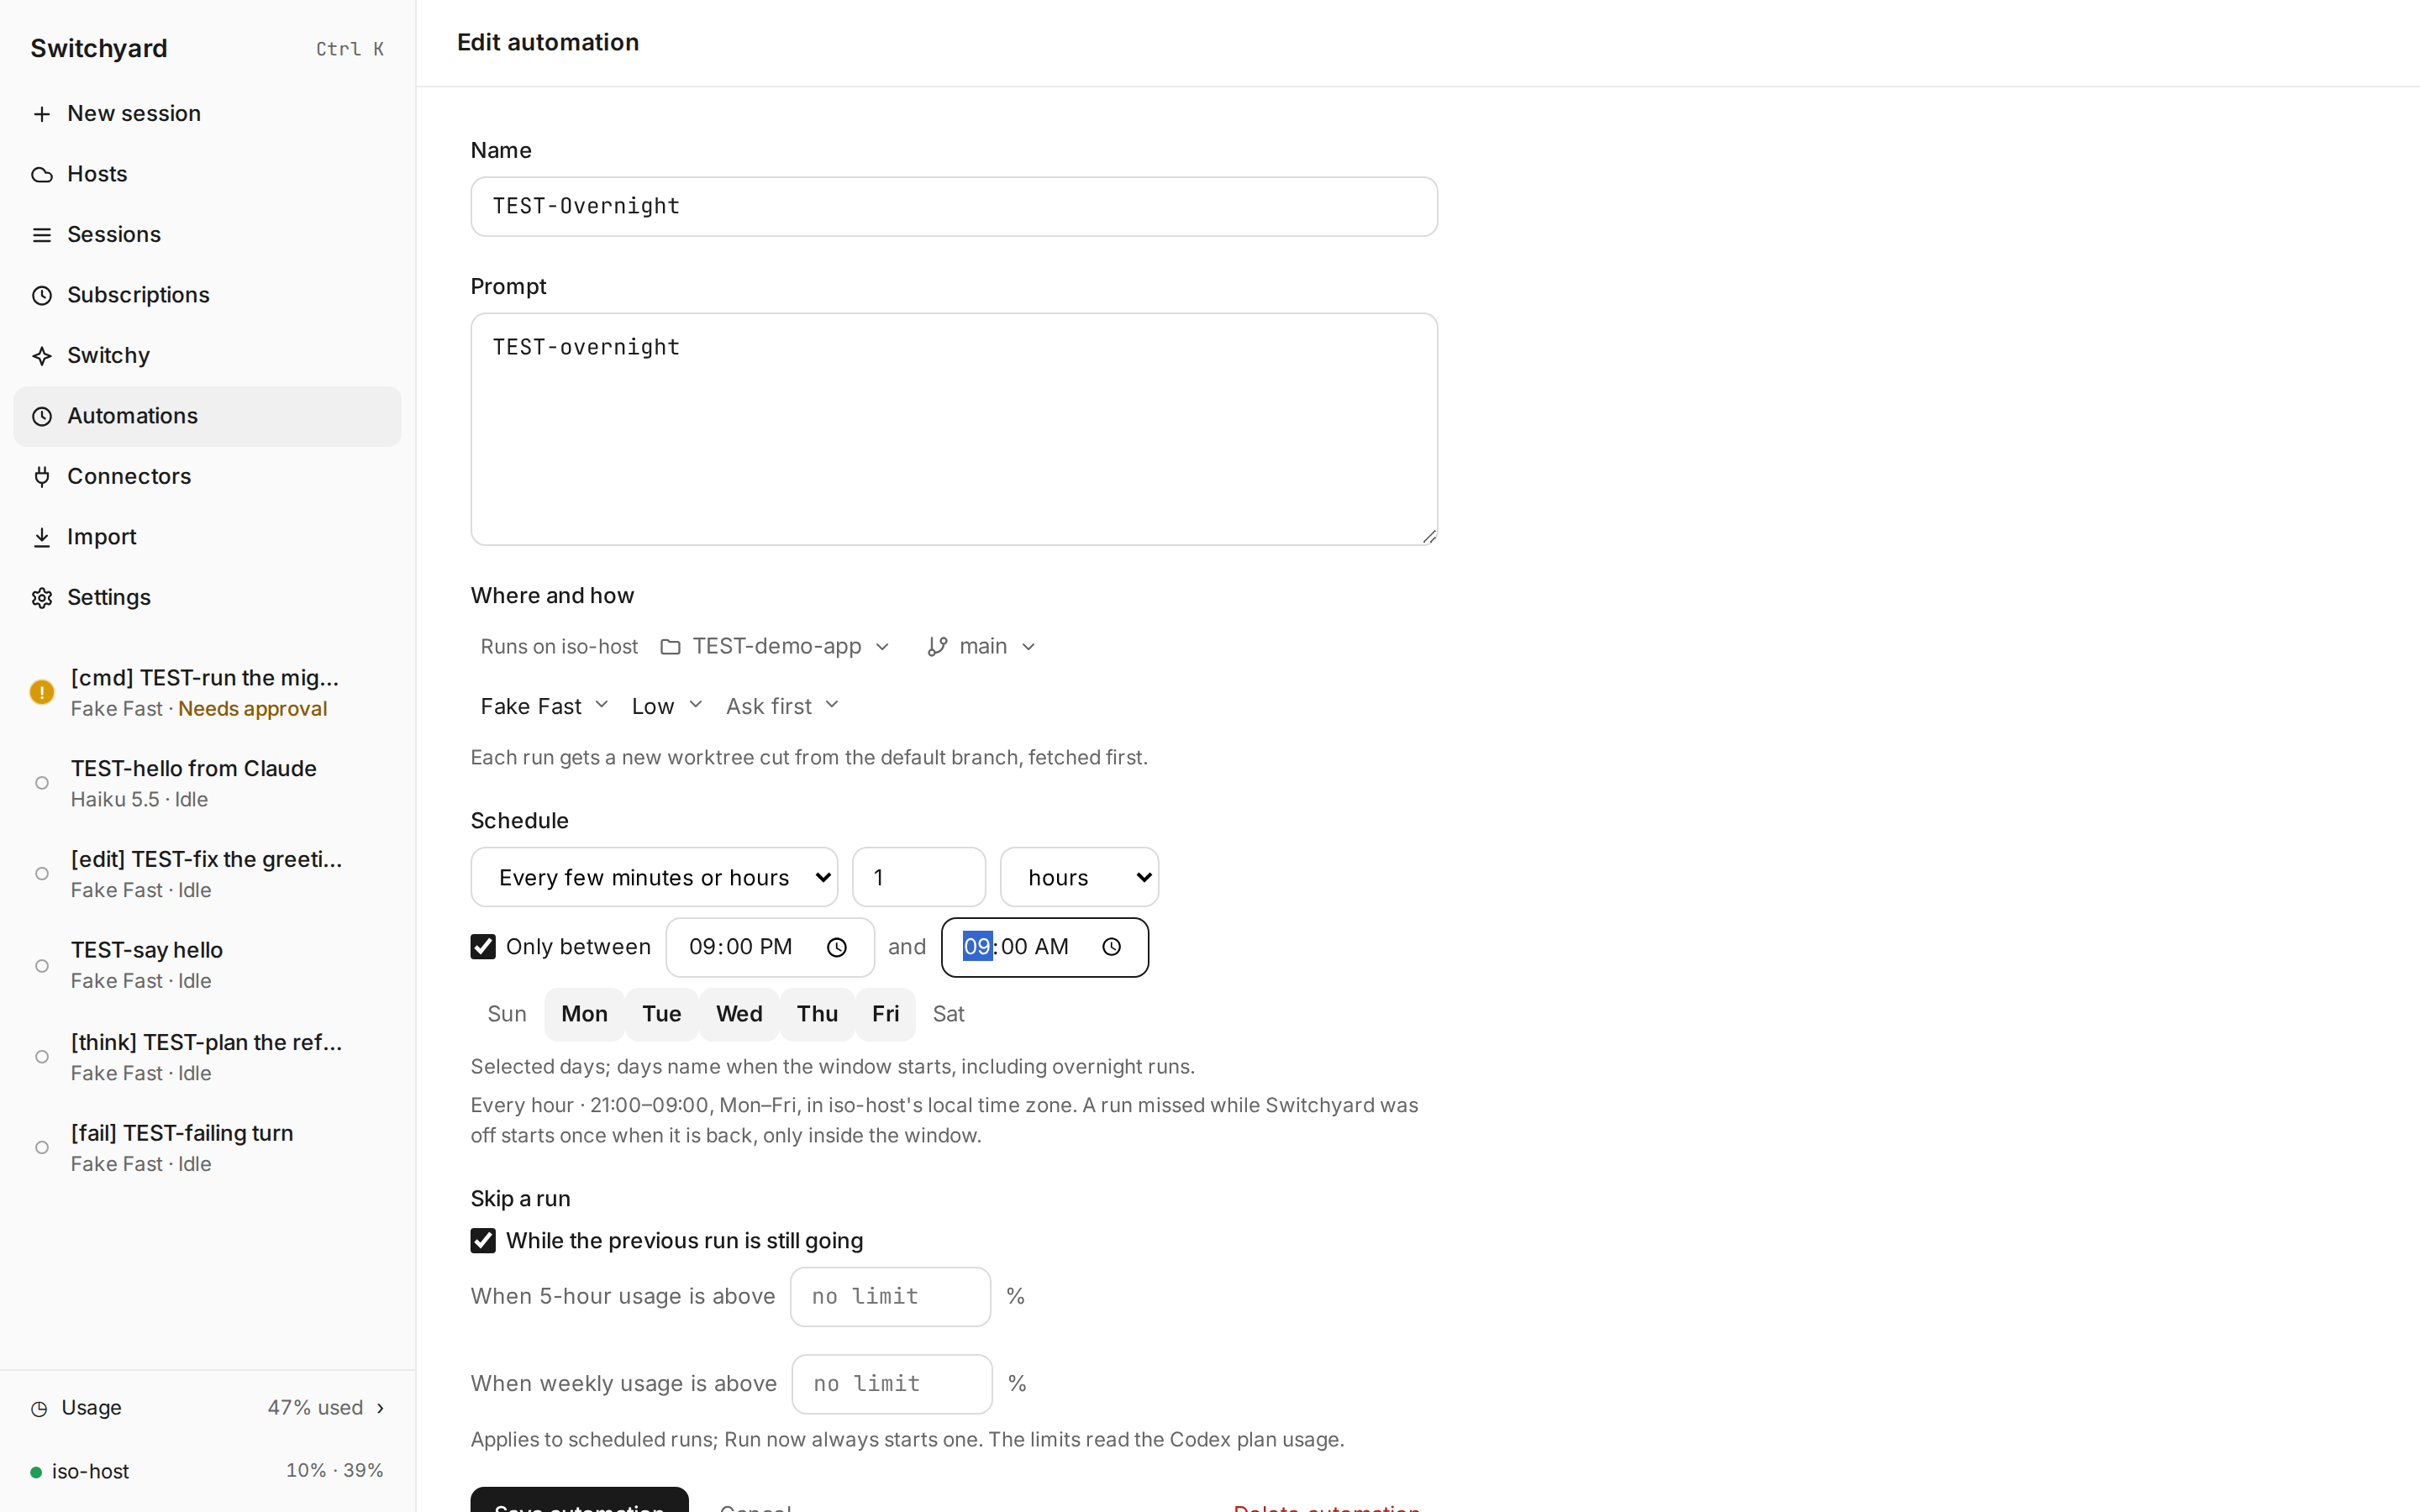 Switchyard Ctrl K
New session
Hosts
Sessions
Subscriptions
Switchy
Automations
Connectors
Import
Settings
[cmd] TEST-run the mig...
Fake Fast · Needs approval
TEST-hello from Claude
Haiku 5.5 · Idle
[edit] TEST-fix the greeti...
Fake Fast · Idle
TEST-say hello
Fake Fast · Idle
[think] TEST-plan the ref...
Fake Fast · Idle
[fail] TEST-failing turn
Fake Fast · Idle
Usage 47% used
iso-host 10% · 39%
Edit automation
Name
TEST-Overnight
Prompt
TEST-overnight
Where and how
Runs on iso-host TEST-demo-app main
Fake Fast Low Ask first
Each run gets a new worktree cut from the default branch, fetched first.
Schedule
Every few minutes or hours 1 hours
Only between 09:00 PM and 09:00 AM
Sun Mon Tue Wed Thu Fri Sat
Selected days; days name when the window starts, including overnight runs.
Every hour · 21:00–09:00, Mon–Fri, in iso-host's local time zone. A run missed while Switchyard was
off starts once when it is back, only inside the window.
Skip a run
While the previous run is still going
When 5-hour usage is above no limit %
When weekly usage is above no limit %
Applies to scheduled runs; Run now always starts one. The limits read the Codex plan usage.
Save automation Cancel Delete automation